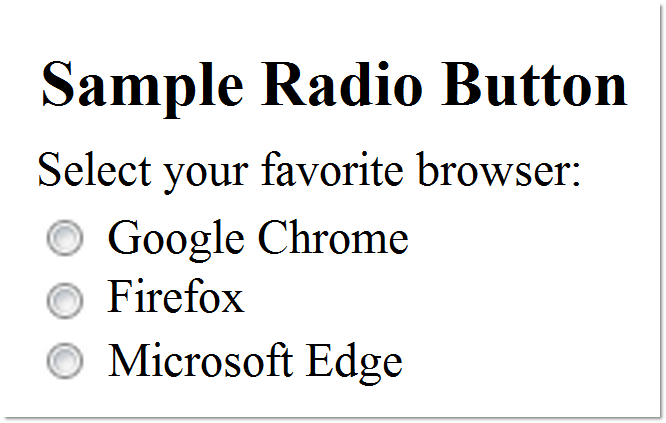 Sample Radio Button
Select your favorite browser:
Google Chrome
Firefox
Microsoft Edge